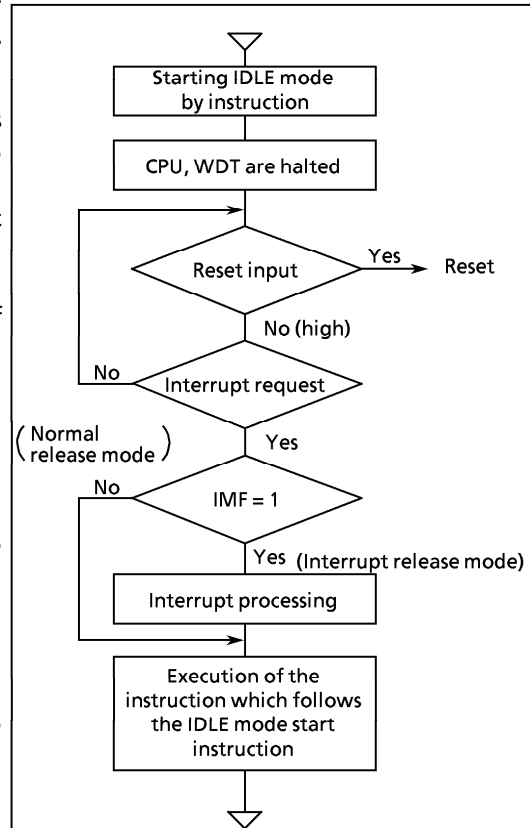 Starting IDLE mode
by instruction
CPU, WDT are halted
Reset input
Yes
Reset
No (high)
No
Interrupt request
(Normal
release mode)
Yes
No
IMF = 1
Yes (Interrupt release mode)
Interrupt processing
Execution of the
instruction which follows
the IDLE mode start
instruction